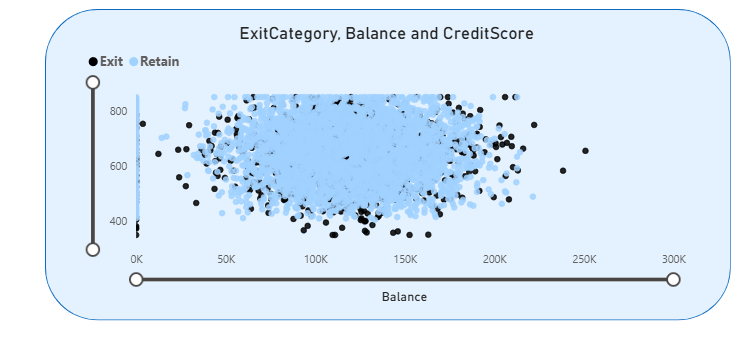 ExitCategory, Balance and CreditScore
Exit Retain
800
600
400
0K 50K 100K 150K 200K 250K 300K
Balance